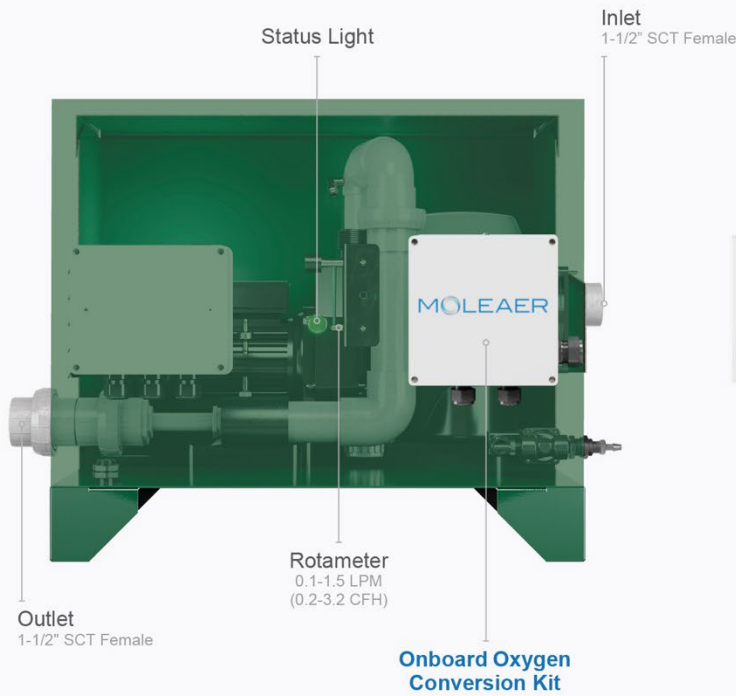 Status Light
Inlet
1-1/2" SCT Female
MOLEAER
Rotameter
0.1-1.5 LPM
(0.2-3.2 CFH)
Outlet
1-1/2" SCT Female
Onboard Oxygen
Conversion Kit